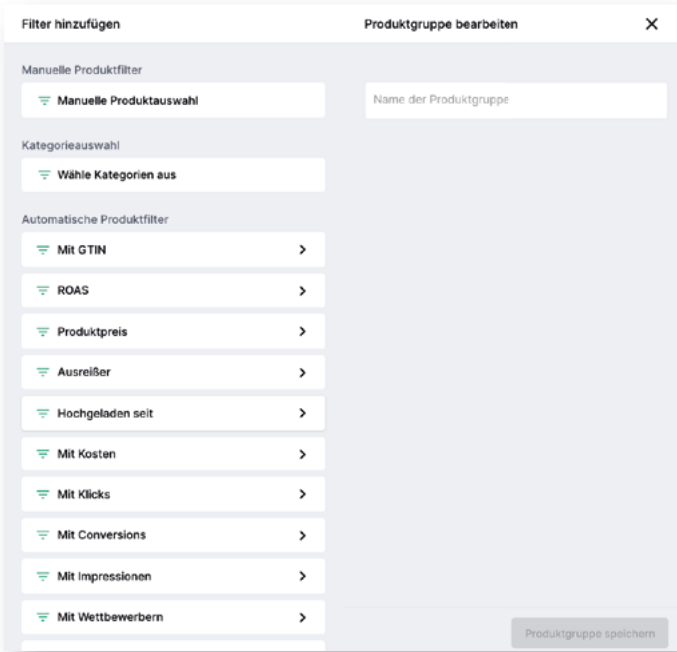 Filter hinzufügen
Produktgruppe bearbeiten
Manuelle Produktfilter
Manuelle Produktauswahl
Name der Produktgruppe
Kategorieauswahl
Wähle Kategorien aus
Automatische Produktfilter
Mit GTIN
ROAS
Produktpreis
Ausreißer
Hochgeladen seit
Mit Kosten
Mit Klicks
Mit Conversions
Mit Impressionen
Mit Wettbewerbern
Produktgruppe speichern